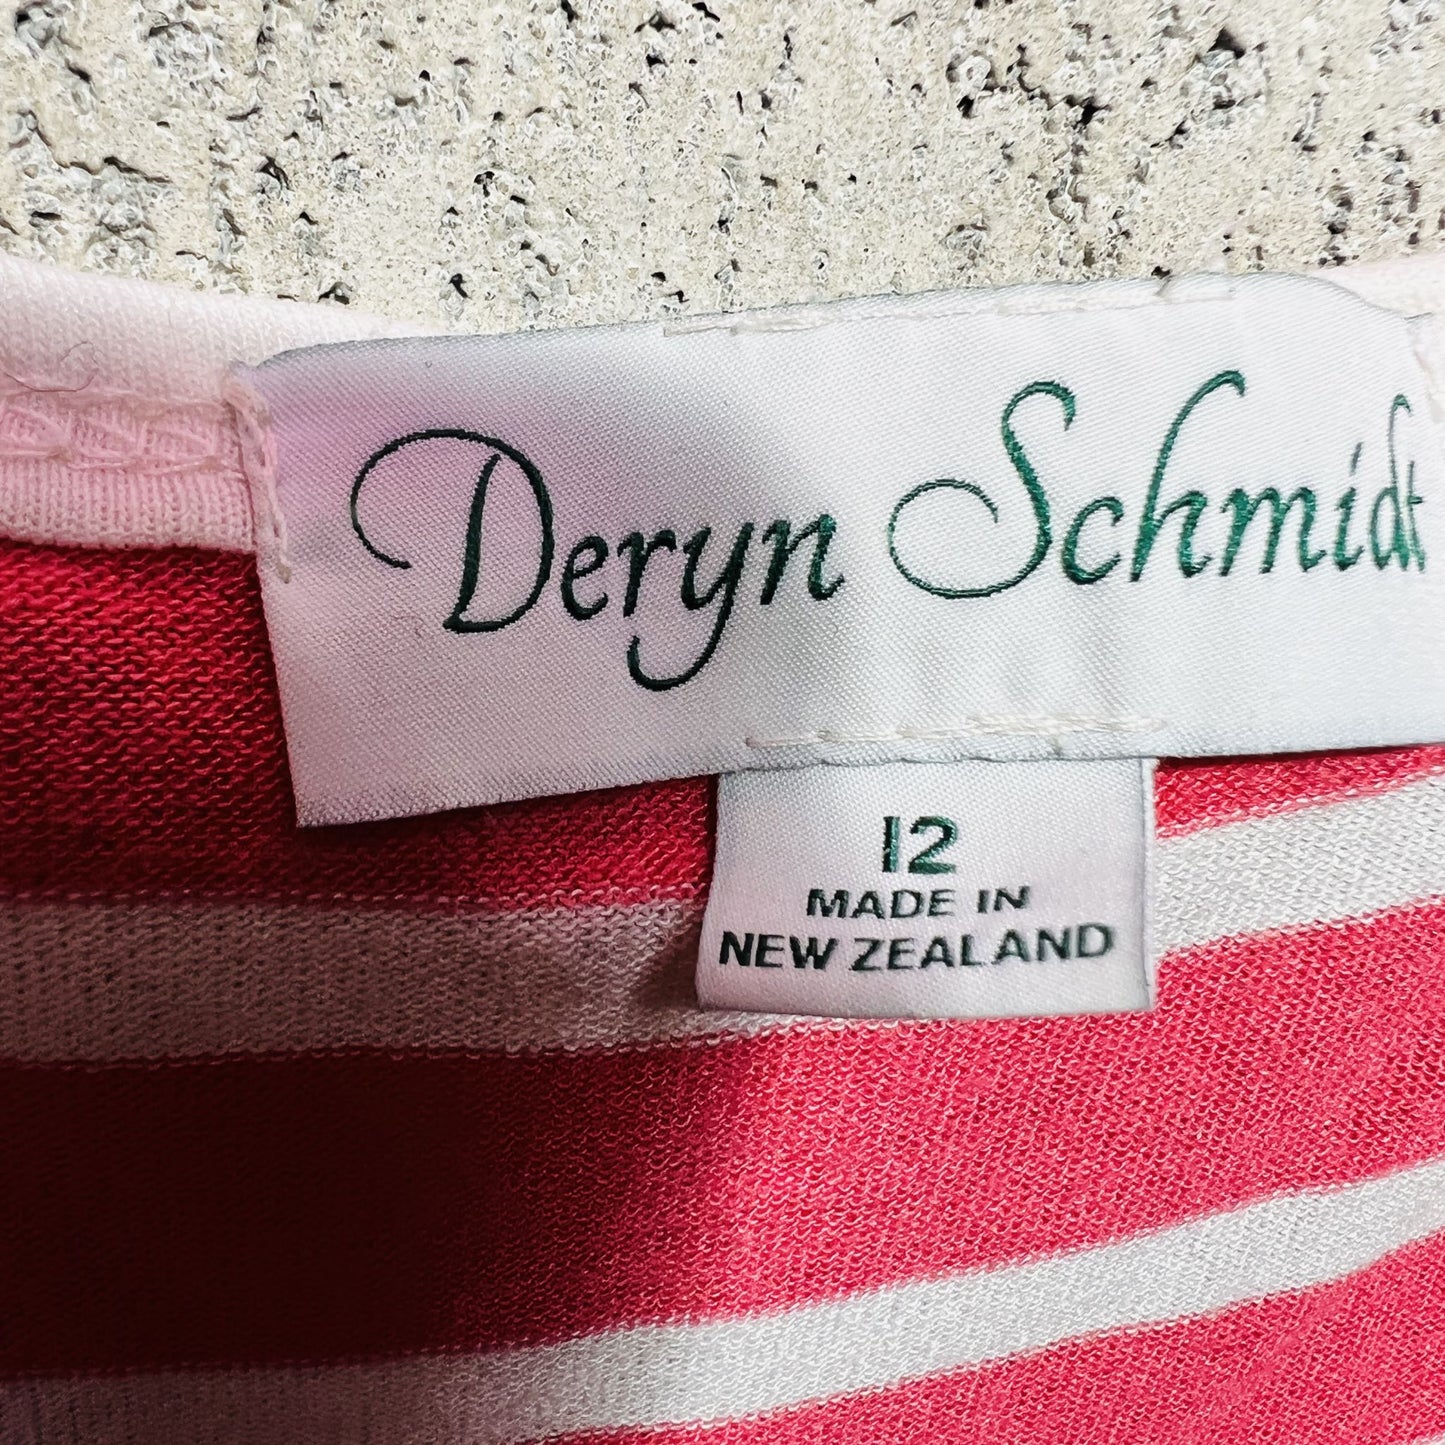 Deryn Schmidt
12
MADE IN
NEW ZEALAND